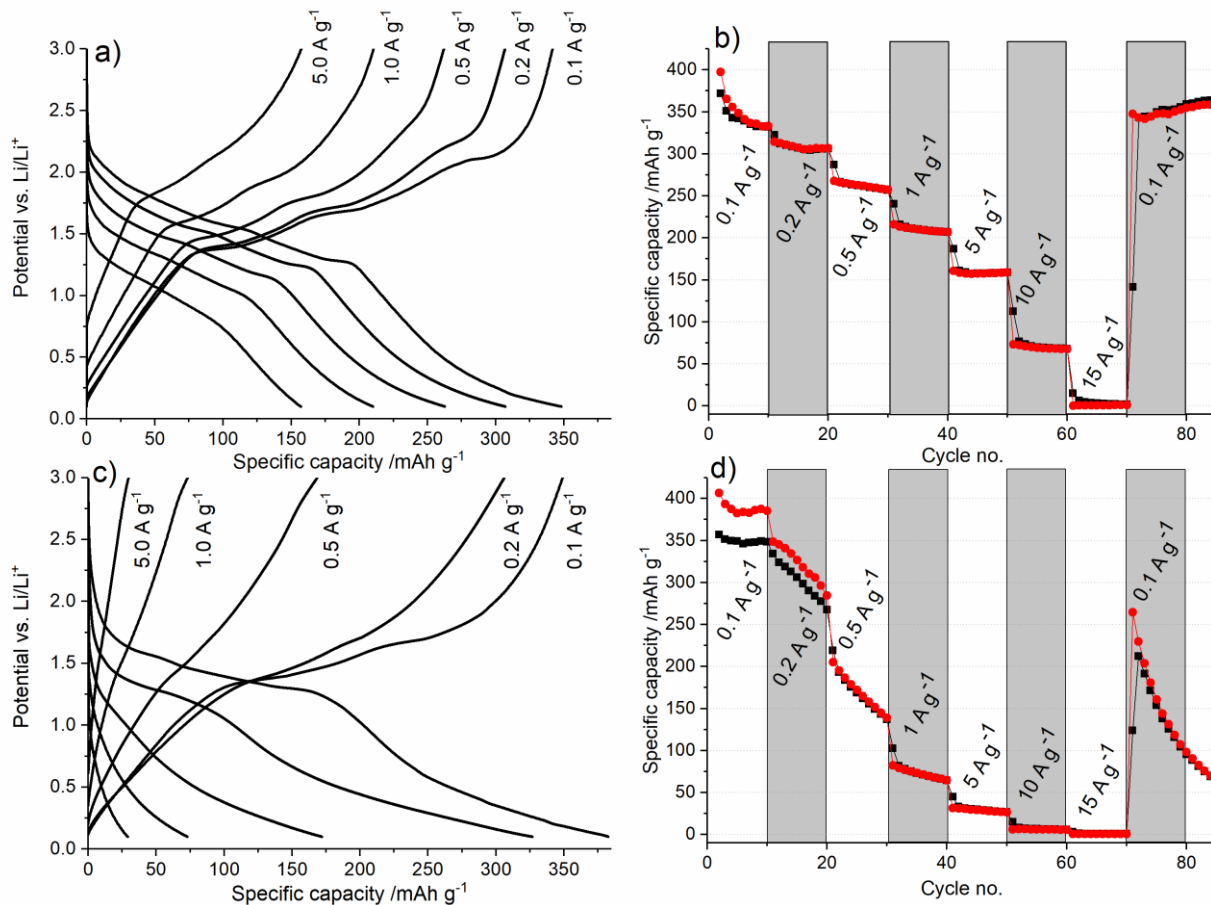 a)
5.0 A g⁻¹
1.0 A g⁻¹
0.5 A g⁻¹
0.2 A g⁻¹
0.1 A g⁻¹
3.0
2.5
2.0
1.5
1.0
0.5
0.0
Potential vs. Li/Li⁺
0 50 100 150 200 250 300 350
Specific capacity /mAh g⁻¹
b)
400
350
300
250
200
150
100
50
0
Specific capacity /mAh g⁻¹
0.1 A g⁻¹
0.2 A g⁻¹
0.5 A g⁻¹
1 A g⁻¹
5 A g⁻¹
10 A g⁻¹
15 A g⁻¹
0.1 A g⁻¹
0 20 40 60 80
Cycle no.
c)
5.0 A g⁻¹
1.0 A g⁻¹
0.5 A g⁻¹
0.2 A g⁻¹
0.1 A g⁻¹
3.0
2.5
2.0
1.5
1.0
0.5
0.0
Potential vs. Li/Li⁺
0 50 100 150 200 250 300 350
Specific capacity /mAh g⁻¹
d)
400
350
300
250
200
150
100
50
0
Specific capacity /mAh g⁻¹
0.1 A g⁻¹
0.2 A g⁻¹
0.5 A g⁻¹
1 A g⁻¹
5 A g⁻¹
10 A g⁻¹
15 A g⁻¹
0.1 A g⁻¹
0 20 40 60 80
Cycle no.